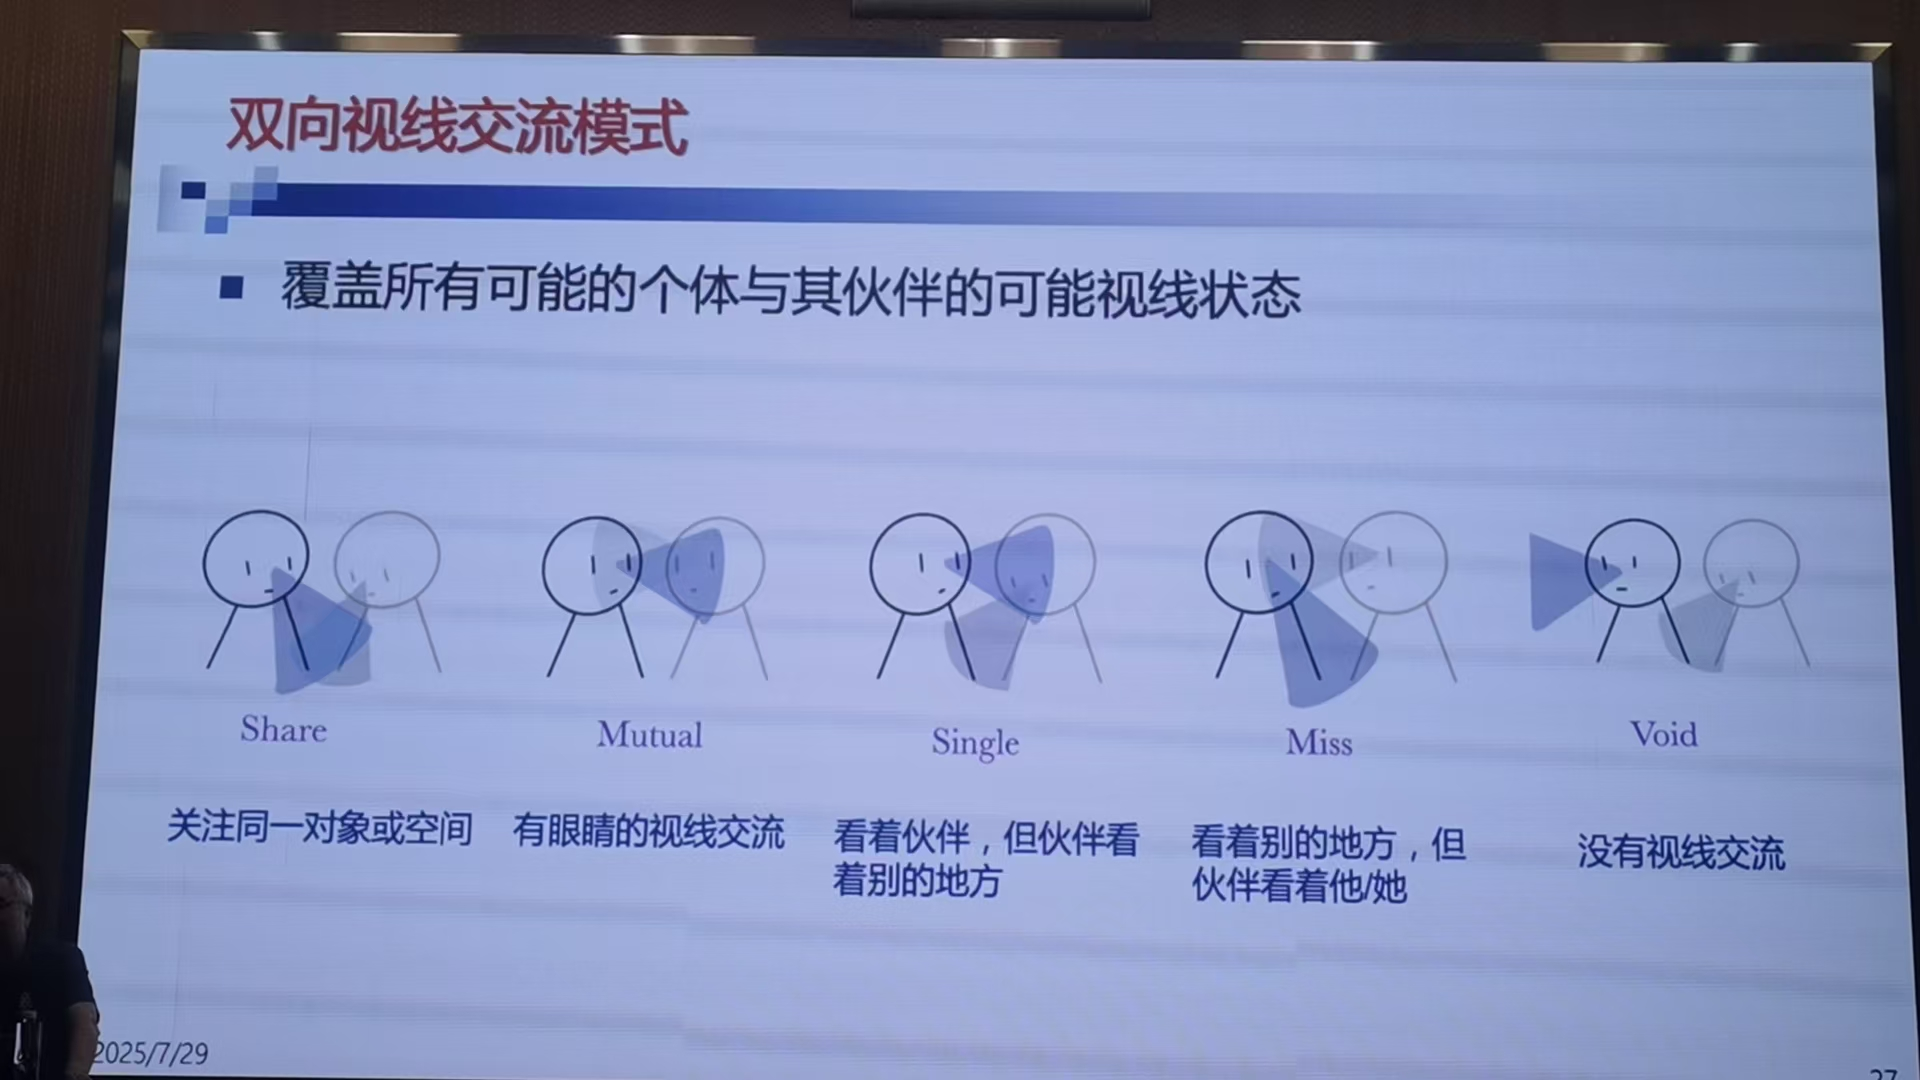 双向视线交流模式
覆盖所有可能的个体与其伙伴的可能视线状态
Share
Mutual
Single
Miss
Void
关注同一对象或空间
有眼睛的视线交流
看着伙伴，但伙伴看
着别的地方
看着别的地方，但
伙伴看着他/她
没有视线交流
2025/7/29
27